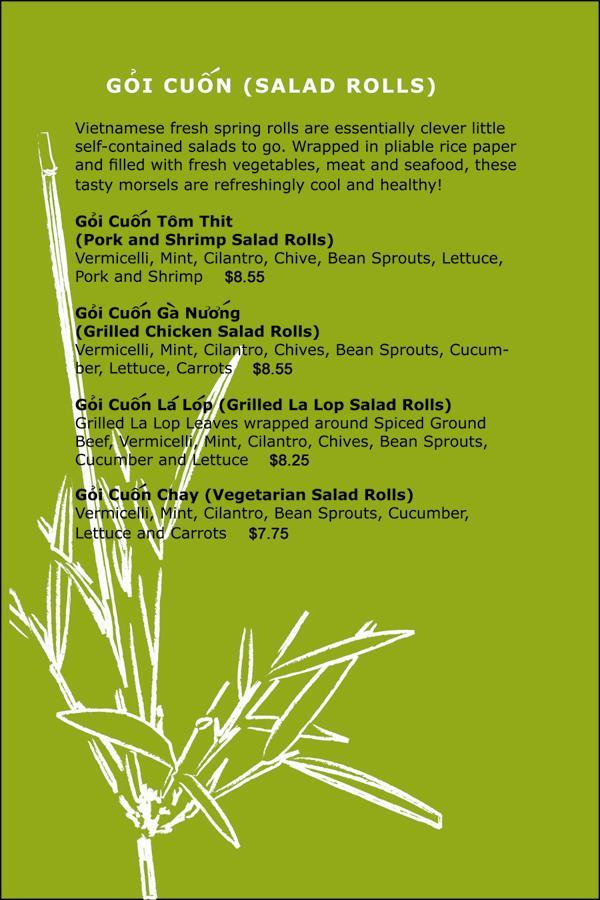 GỎI CUỐN (SALAD ROLLS)
Vietnamese fresh spring rolls are essentially clever little
self-contained salads to go. Wrapped in pliable rice paper
and filled with fresh vegetables, meat and seafood, these
tasty morsels are refreshingly cool and healthy!
Gỏi Cuốn Tôm Thit
(Pork and Shrimp Salad Rolls)
Vermicelli, Mint, Cilantro, Chive, Bean Sprouts, Lettuce,
Pork and Shrimp $8.55
Gỏi Cuốn Gà Nướng
(Grilled Chicken Salad Rolls)
Vermicelli, Mint, Cilantro, Chives, Bean Sprouts, Cucum-
ber, Lettuce, Carrots $8.55
Gỏi Cuốn Lá Lóp (Grilled La Lop Salad Rolls)
Grilled La Lop Leaves wrapped around Spiced Ground
Beef, Vermicelli, Mint, Cilantro, Chives, Bean Sprouts,
Cucumber and Lettuce $8.25
Gỏi Cuốn Chay (Vegetarian Salad Rolls)
Vermicelli, Mint, Cilantro, Bean Sprouts, Cucumber,
Lettuce and Carrots $7.75